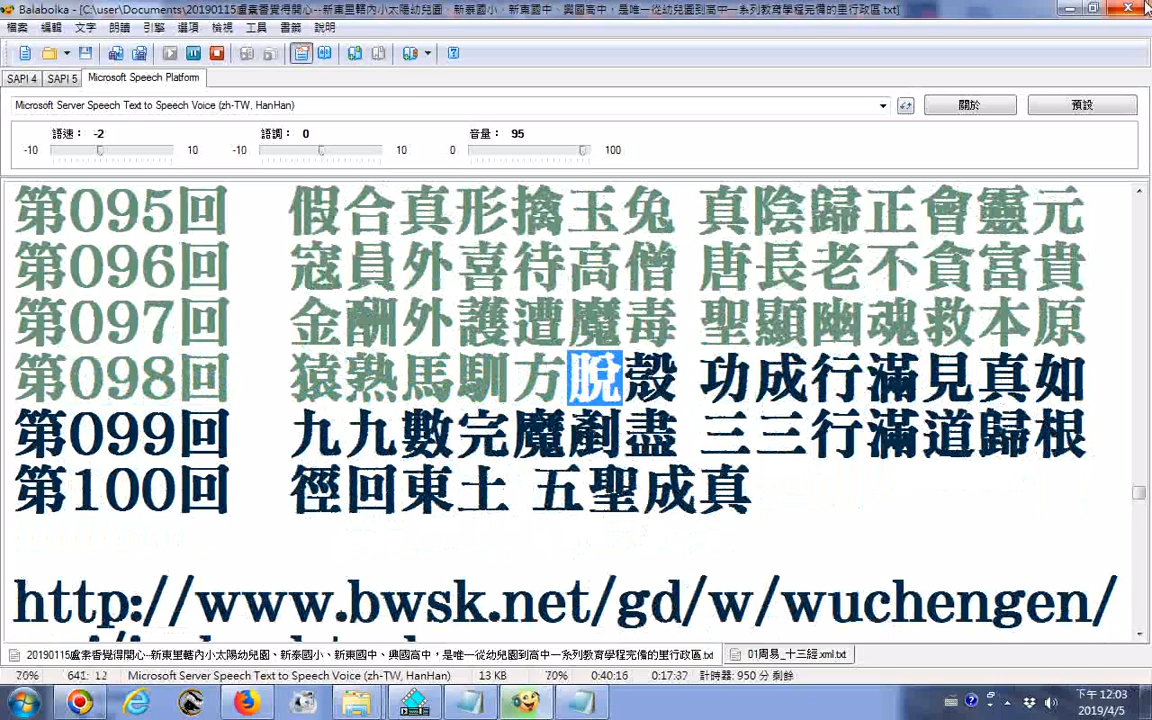 Balabolka - [C:\user\Documents\20190115盧素香覺得開心--新東里轄內小太陽幼兒園、新泰國小、新東國中、興國高中，是唯一從幼兒園到高中一系列教育學程完備的里行政區.txt]
檔案 編輯 文字 朗讀 引擎 選項 檢視 工具 書籤 說明
SAPI 4 SAPI 5 Microsoft Speech Platform
Microsoft Server Speech Text to Speech Voice (zh-TW, HanHan) 關於 預設
語速： -2 語調： 0 音量： 95
-10 10 -10 10 0 100
第095回 假合真形擒玉兔 真陰歸正會靈元
第096回 寇員外喜待高僧 唐長老不貪富貴
第097回 金酬外護遭魔毒 聖顯幽魂救本原
第098回 猿熟馬馴方脫殼 功成行滿見真如
第099回 九九數完魔剷盡 三三行滿道歸根
第100回 徑回東土 五聖成真
http://www.bwsk.net/gd/w/wuchengen/
20190115盧素香覺得開心--新東里轄內小太陽幼兒園、新泰國小、新東國中、興國高中，是唯一從幼兒園到高中一系列教育學程完備的里行政區.txt 01周易_十三經.xml.txt
70% 641: 12 Microsoft Server Speech Text to Speech Voice (zh-TW, HanHan) 13 KB 70% 0:40:16 0:17:37 計時器: 950 分 剩餘
下午 12:03
2019/4/5